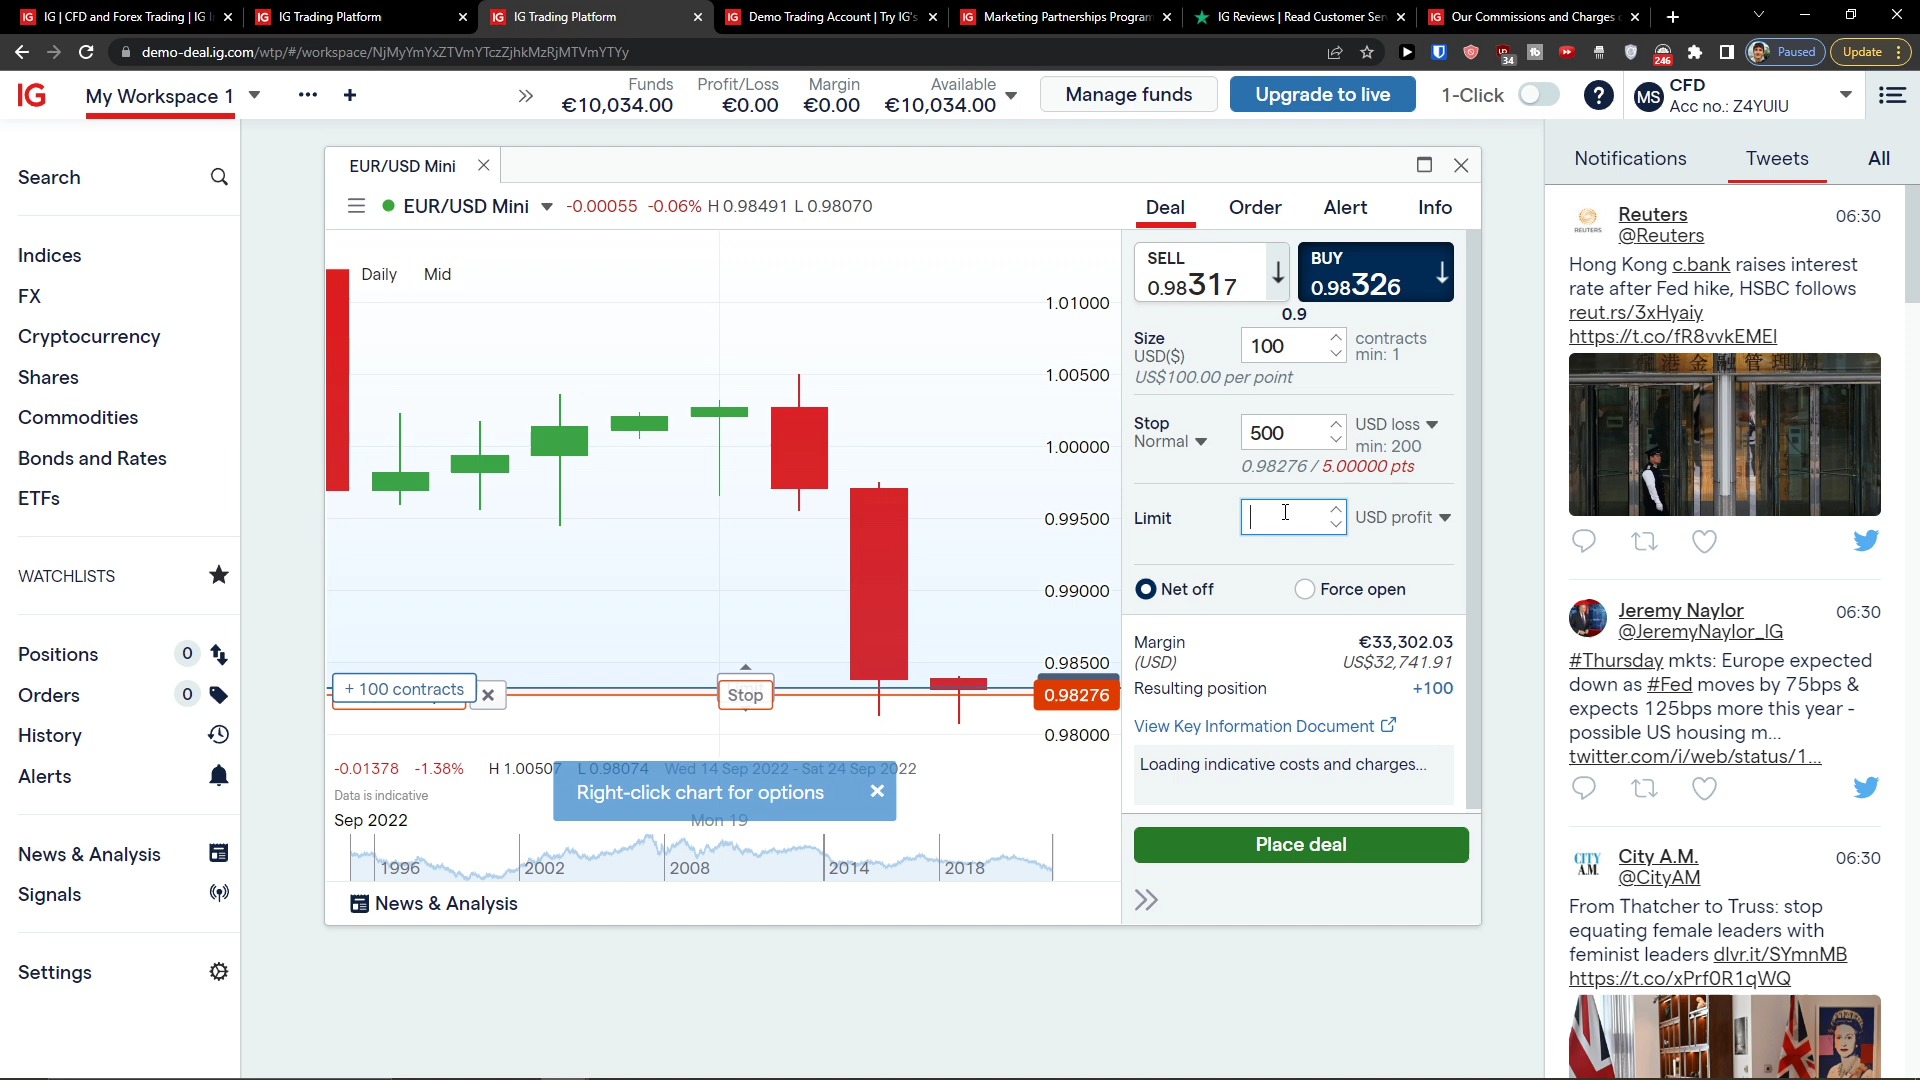 IG | CFD and Forex Trading | IG
IG Trading Platform
IG Trading Platform
Demo Trading Account | Try IG's
Marketing Partnerships Program
IG Reviews | Read Customer Ser
Our Commissions and Charges
demo-deal.ig.com/wtp/#/workspace/NjMyYmYxZTVmYTczZjhkMzRjMTVmYTYy
34
246
Paused
Update
IG
My Workspace 1
Funds
€10,034.00
Profit/Loss
€0.00
Margin
€0.00
Available
€10,034.00
Manage funds
Upgrade to live
1-Click
?
MS
CFD
Acc no.: Z4YUIU
Search
Indices
FX
Cryptocurrency
Shares
Commodities
Bonds and Rates
ETFs
WATCHLISTS
Positions 0
Orders 0
History
Alerts
News & Analysis
Signals
Settings
EUR/USD Mini
EUR/USD Mini -0.00055 -0.06% H 0.98491 L 0.98070
Deal Order Alert Info
Daily Mid
1.01000
1.00500
1.00000
0.99500
0.99000
0.98500
0.98276
0.98000
+ 100 contracts
Stop
-0.01378 -1.38% H 1.00507 L 0.98074 Wed 14 Sep 2022 - Sat 24 Sep 2022
Data is indicative
Right-click chart for options
Sep 2022
Mon 19
1996 2002 2008 2014 2018
News & Analysis
SELL
0.98317
BUY
0.98326
0.9
Size
USD($)
100
contracts
min: 1
US$100.00 per point
Stop
Normal
500
USD loss
min: 200
0.98276 / 5.00000 pts
Limit
USD profit
Net off
Force open
Margin €33,302.03
(USD) US$32,741.91
Resulting position +100
View Key Information Document
Loading indicative costs and charges...
Place deal
Notifications Tweets All
REUTERS
Reuters 06:30
@Reuters
Hong Kong c.bank raises interest
rate after Fed hike, HSBC follows
reut.rs/3xHyaiy
https://t.co/fR8vvkEMEI
港金融管理局
Jeremy Naylor 06:30
@JeremyNaylor_IG
#Thursday mkts: Europe expected
down as #Fed moves by 75bps &
expects 125bps more this year -
possible US housing m...
twitter.com/i/web/status/1...
CITY
A.M.
City A.M. 06:30
@CityAM
From Thatcher to Truss: stop
equating female leaders with
feminist leaders dlvr.it/SYmnMB
https://t.co/xPrf0R1qWQ